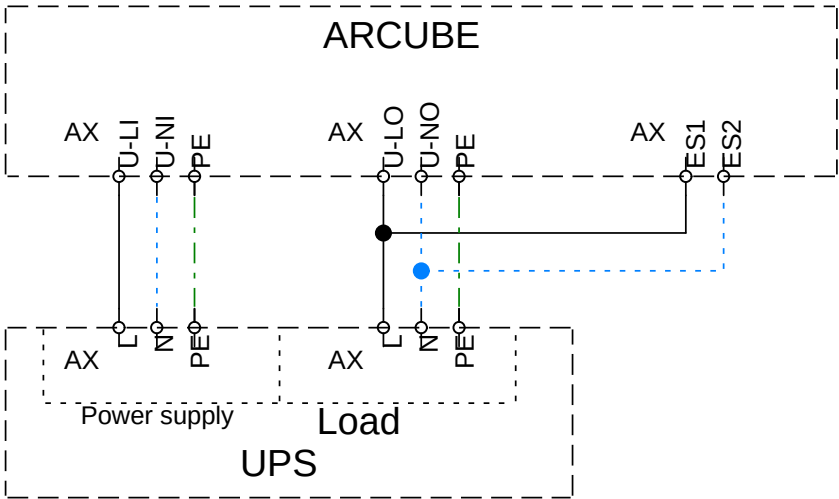 ARCUBE
AX U-LI U-NI PE AX U-LO U-NO PE AX ES1 ES2
AX L N PE AX L N PE
Power supply Load
UPS